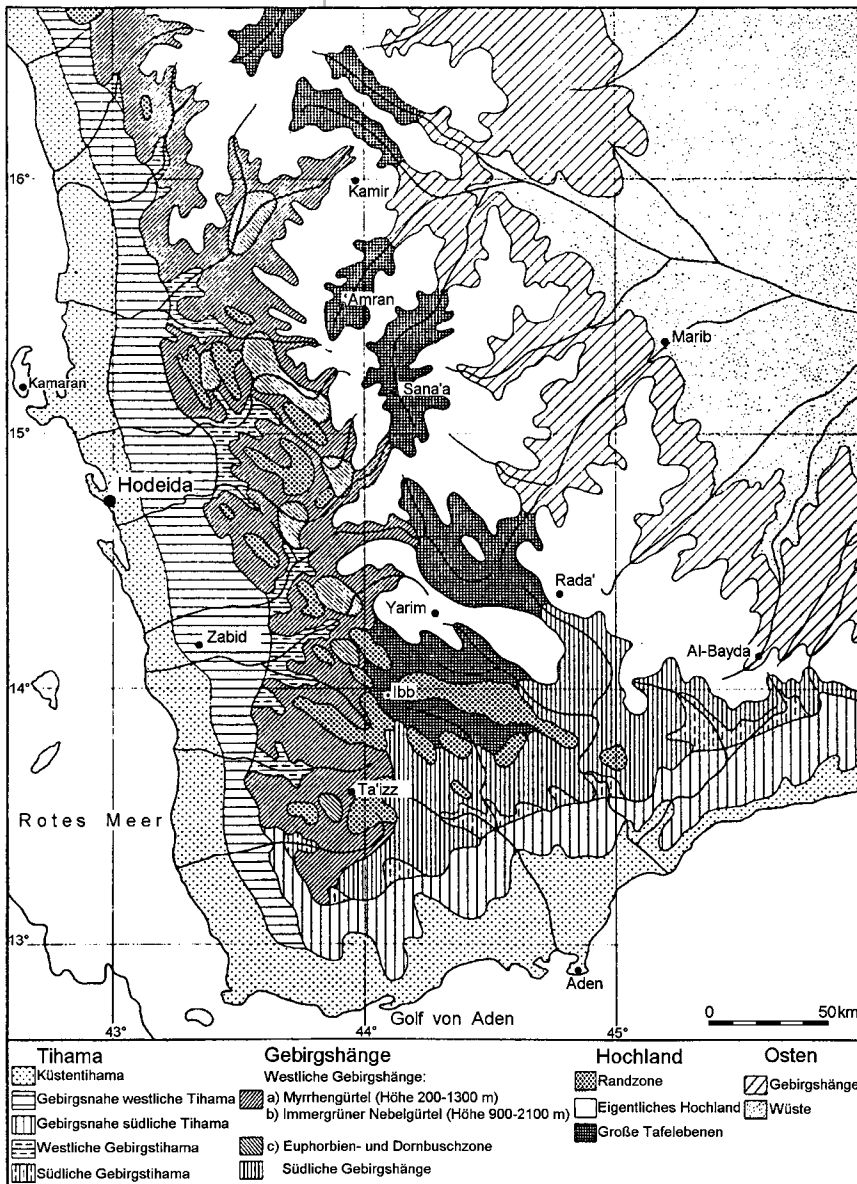 16°
Kamir
'Amran
Marib
Kamaran
Sana'a
15°
Hodeida
Rada'
Yarim
Zabid
Al-Bayda
14°
Ibb
Ta'izz
Rotes Meer
13°
Aden
Golf von Aden
0 50km
43° 44° 45°
Tihama
Küstentihama
Gebirgsnahe westliche Tihama
Gebirgsnahe südliche Tihama
Westliche Gebirgstihama
Südliche Gebirgstihama
Gebirgshänge
Westliche Gebirgshänge:
a) Myrrhengürtel (Höhe 200-1300 m)
b) Immergrüner Nebelgürtel (Höhe 900-2100 m)
c) Euphorbien- und Dornbuschzone
Südliche Gebirgshänge
Hochland
Randzone
Eigentliches Hochland
Große Tafelebenen
Osten
Gebirgshänge
Wüste